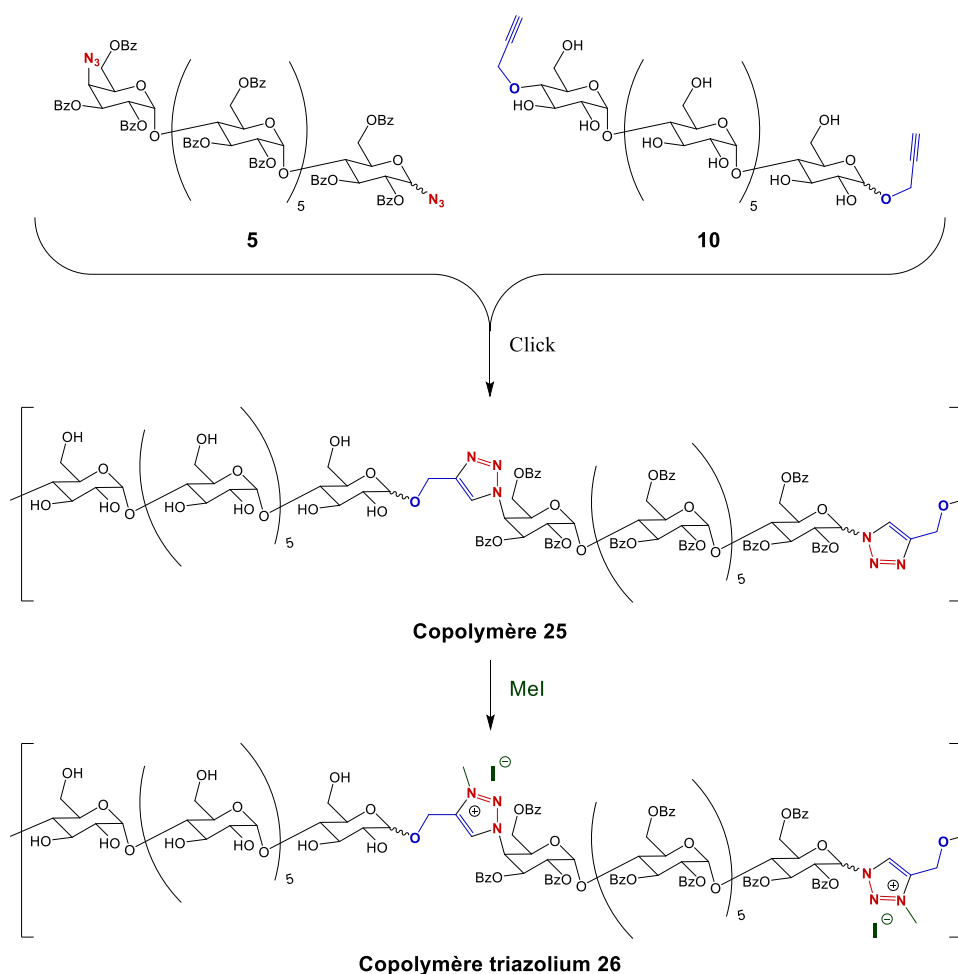 N3 OBz OH
BzO O OBz O
BzO O OBz HO HO O OH OH
BzO O OBz O HO O OH O
BzO OBz N3 HO HO O
5 5
5 10
Click
OH OH OH N N OBz OBz OBz O
O O O N O O O
HO HO O HO HO O HO HO O BzO BzO O BzO BzO O BzO BzO N
5 5 N N
Copolymère 25
MeI
OH OH OH N N I⊖ OBz OBz OBz O
O O O ⊕ N O O O
HO HO O HO HO O HO HO O BzO BzO O BzO BzO O BzO BzO N
5 5 N N ⊕
I⊖
Copolymère triazolium 26